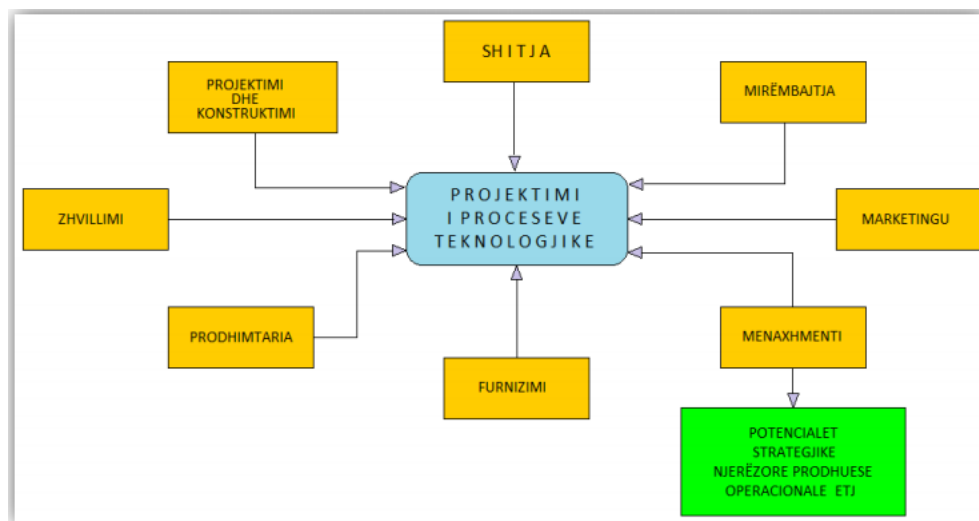 SHITJA
PROJEKTIMI
DHE
KONSTRUKTIMI
MIRËMBAJTJA
PROJEKTIMI
I PROCESEVE
TEKNOLOGJIKE
ZHVILLIMI
MARKETINGU
PRODHIMTARIA
MENAXHMENTI
FURNIZIMI
POTENCIALET
STRATEGJIKE
NJERËZORE PRODHUESE
OPERACIONALE ETJ